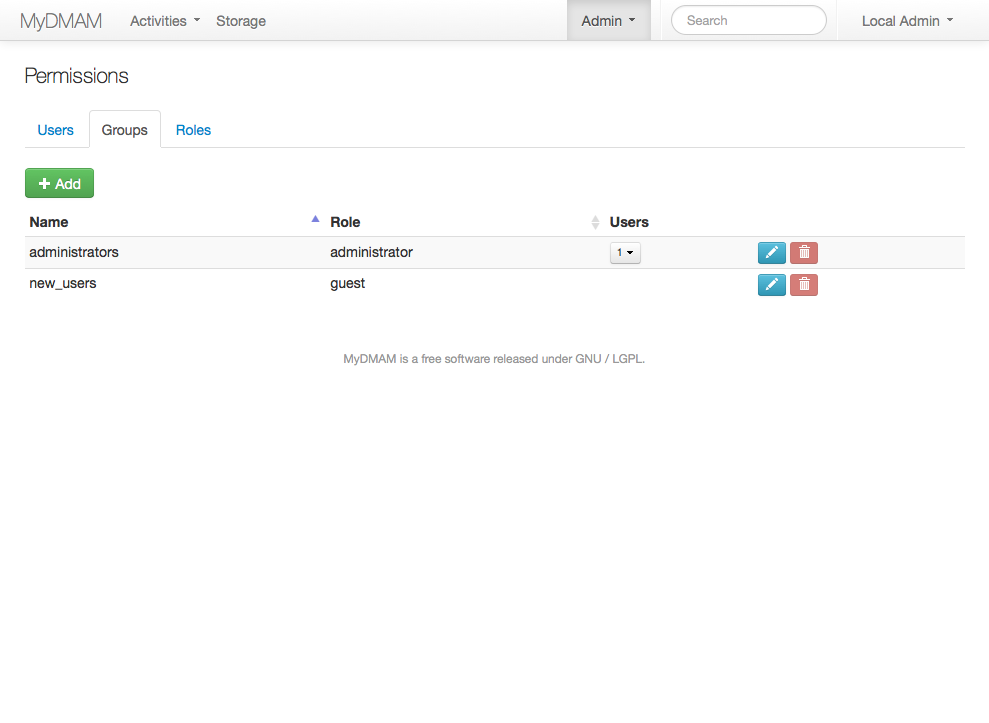 MyDMAM Activities Storage Admin Search Local Admin
Permissions
Users Groups Roles
Add
Name Role Users
administrators administrator 1
new_users guest
MyDMAM is a free software released under GNU / LGPL.